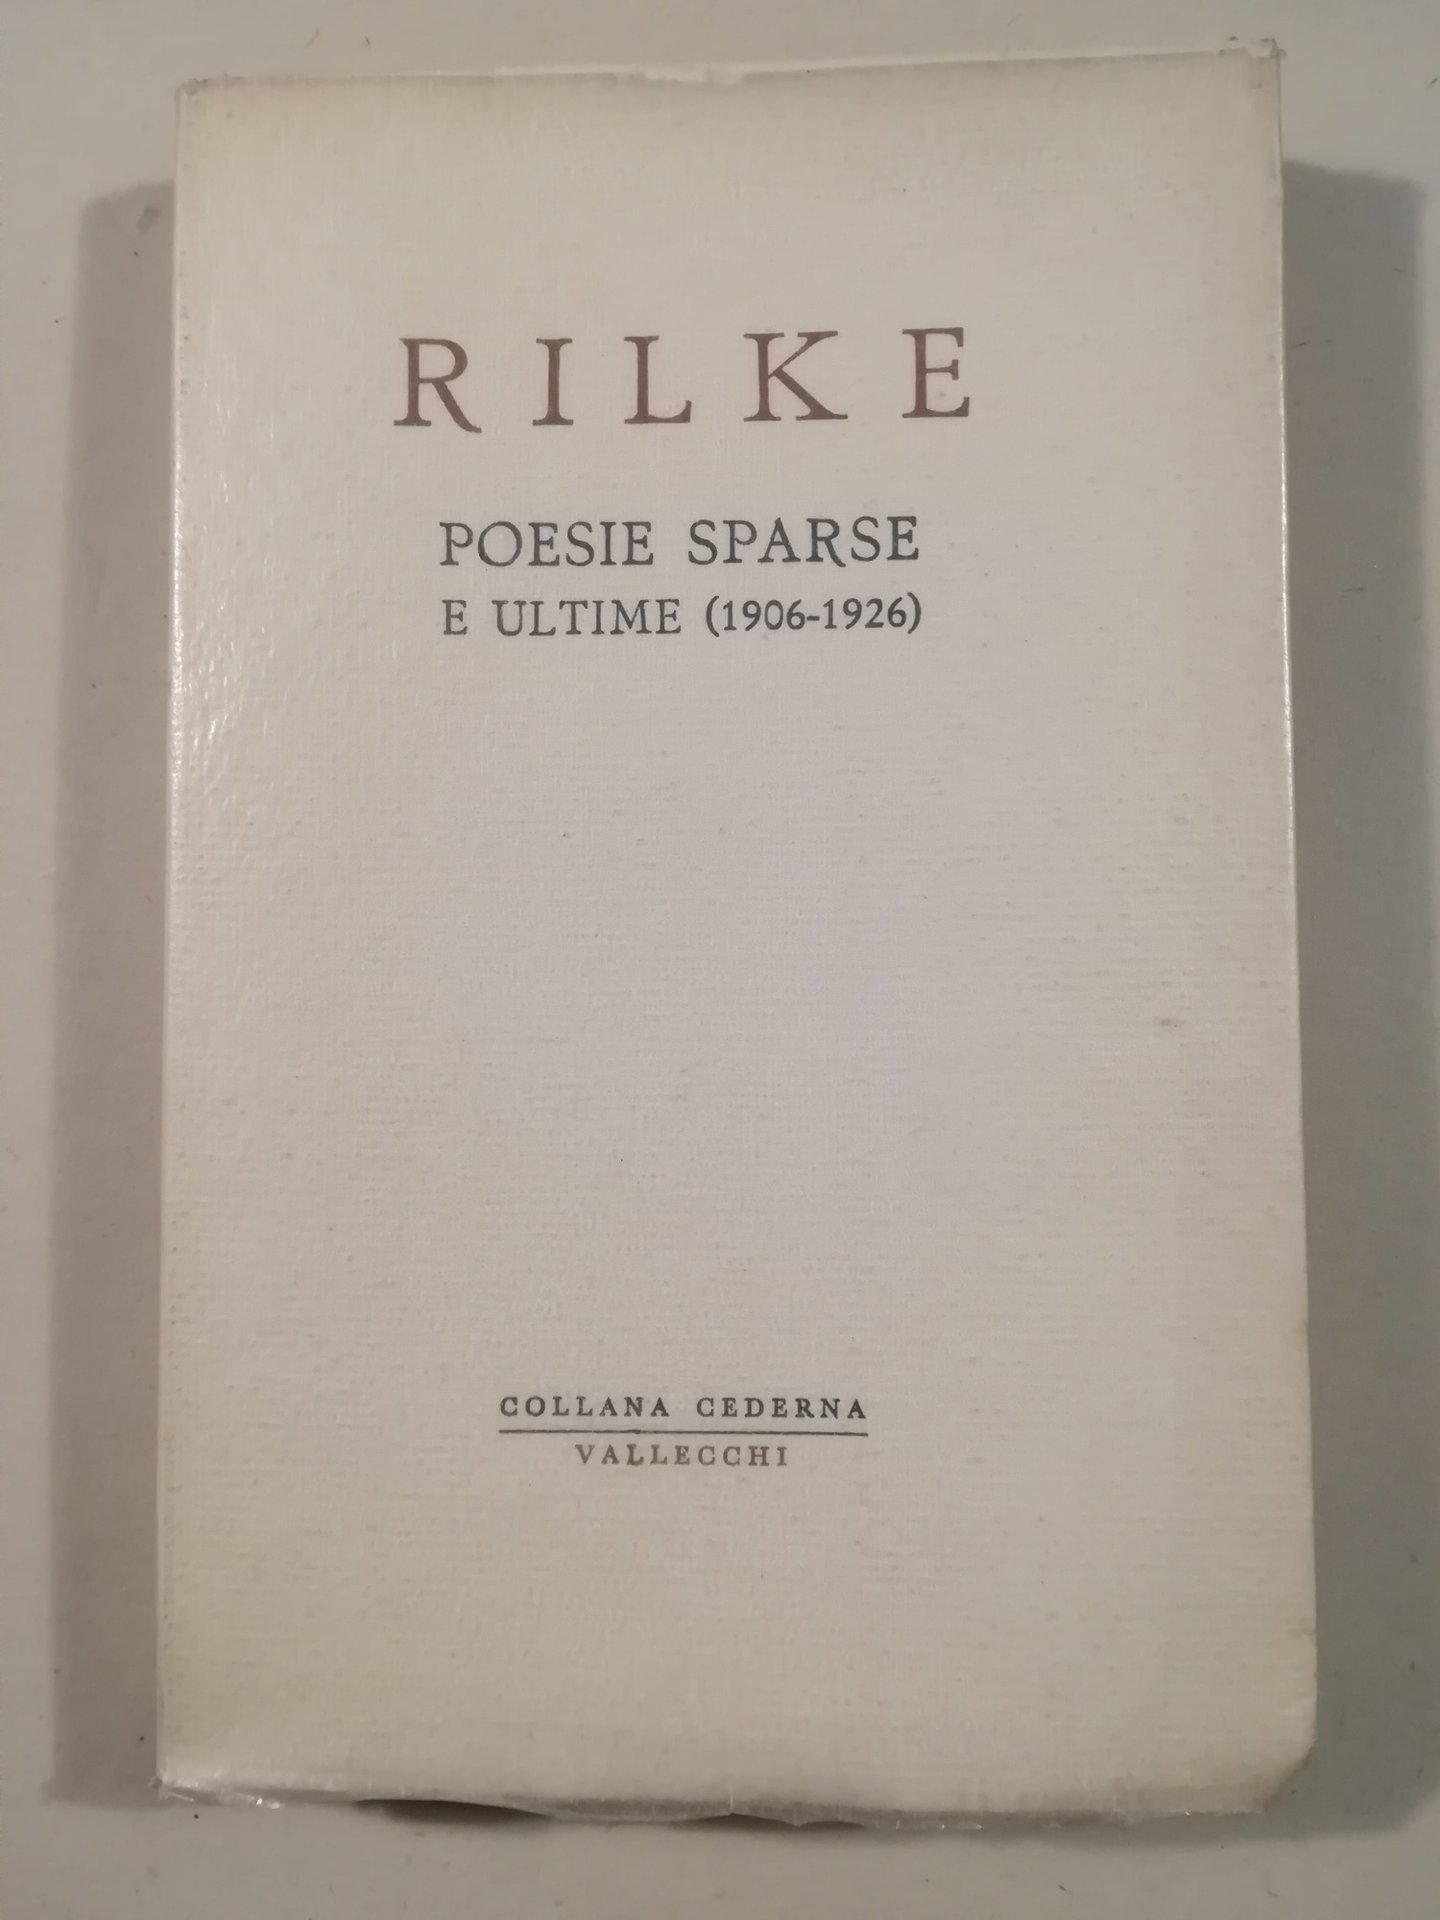 RILKE
POESIE SPARSE
E ULTIME (1906-1926)
COLLANA CEDERNA
VALLECCHI